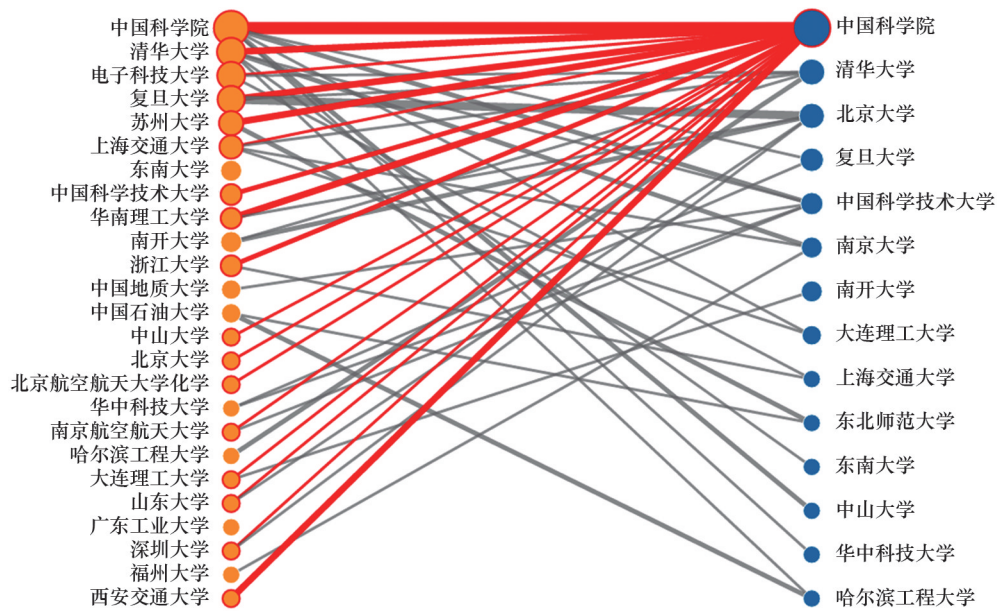 中国科学院
清华大学
电子科技大学
复旦大学
苏州大学
上海交通大学
东南大学
中国科学技术大学
华南理工大学
南开大学
浙江大学
中国地质大学
中国石油大学
中山大学
北京大学
北京航空航天大学化学
华中科技大学
南京航空航天大学
哈尔滨工程大学
大连理工大学
山东大学
广东工业大学
深圳大学
福州大学
西安交通大学
中国科学院
清华大学
北京大学
复旦大学
中国科学技术大学
南京大学
南开大学
大连理工大学
上海交通大学
东北师范大学
东南大学
中山大学
华中科技大学
哈尔滨工程大学